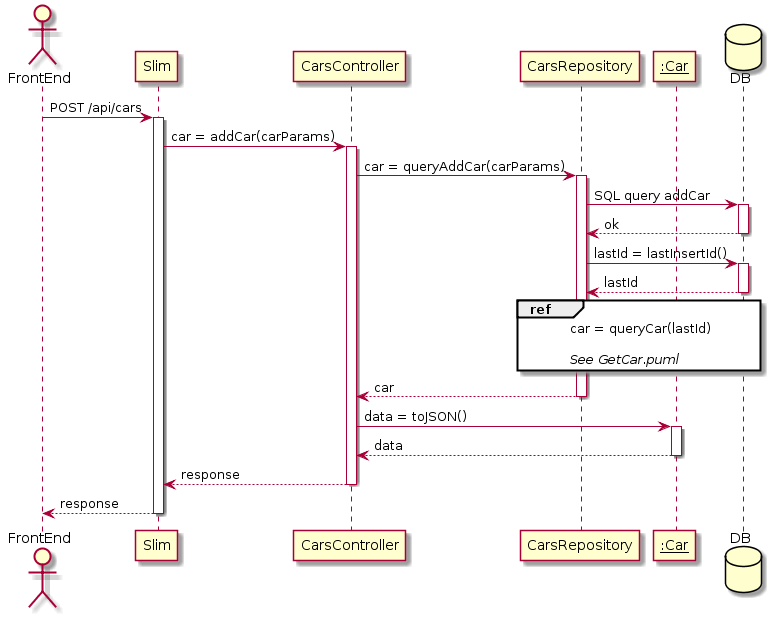 FrontEnd
Slim
CarsController
CarsRepository
:Car
DB
POST /api/cars
car = addCar(carParams)
car = queryAddCar(carParams)
SQL query addCar
ok
lastId = lastInsertId()
lastId
ref
car = queryCar(lastId)
See GetCar.puml
car
data = toJSON()
data
response
response
FrontEnd
Slim
CarsController
CarsRepository
:Car
DB